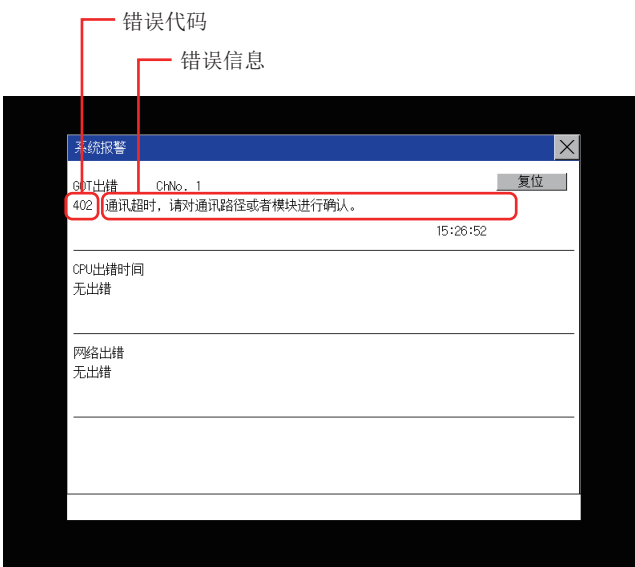 错误代码
错误信息
系统报警
GOT出错 ChNo. 1 复位
402 通讯超时，请对通讯路径或者模块进行确认。
15:26:52
CPU出错时间
无出错
网络出错
无出错